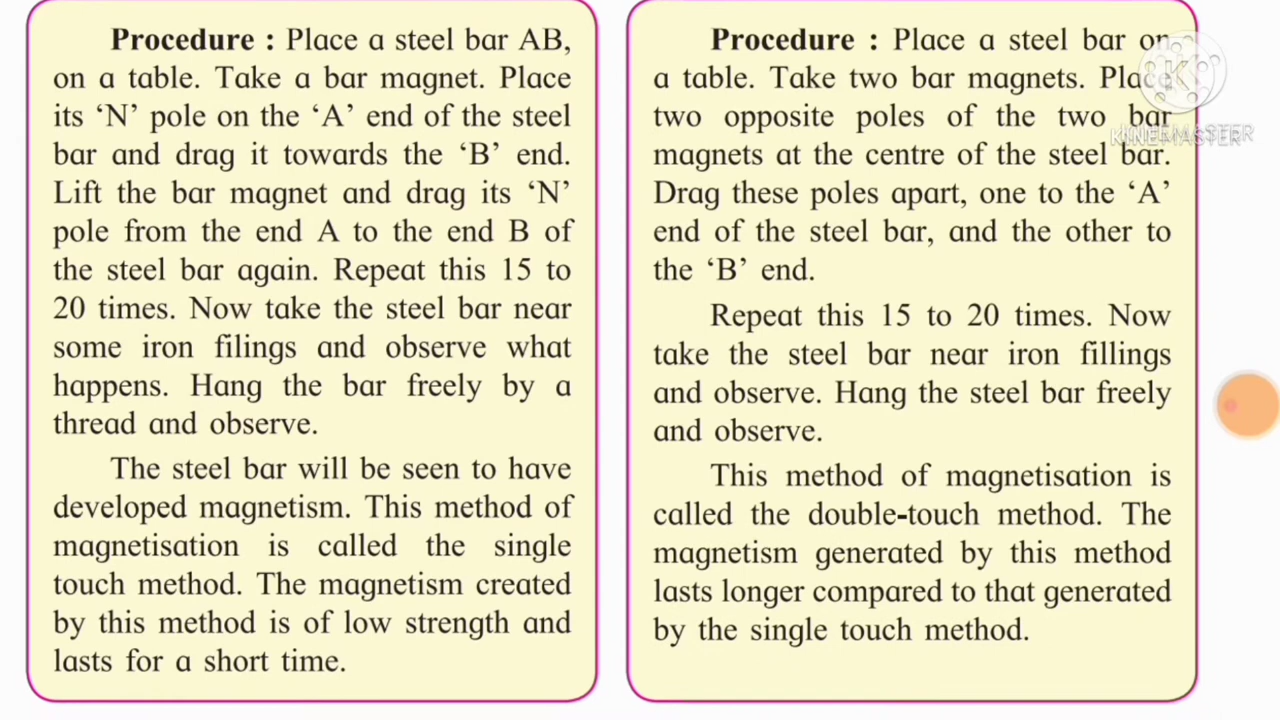 Procedure : Place a steel bar AB,
on a table. Take a bar magnet. Place
its ‘N’ pole on the ‘A’ end of the steel
bar and drag it towards the ‘B’ end.
Lift the bar magnet and drag its ‘N’
pole from the end A to the end B of
the steel bar again. Repeat this 15 to
20 times. Now take the steel bar near
some iron filings and observe what
happens. Hang the bar freely by a
thread and observe.
The steel bar will be seen to have
developed magnetism. This method of
magnetisation is called the single
touch method. The magnetism created
by this method is of low strength and
lasts for a short time.
Procedure : Place a steel bar on
a table. Take two bar magnets. Place
two opposite poles of the two bar
magnets at the centre of the steel bar.
Drag these poles apart, one to the ‘A’
end of the steel bar, and the other to
the ‘B’ end.
Repeat this 15 to 20 times. Now
take the steel bar near iron fillings
and observe. Hang the steel bar freely
and observe.
This method of magnetisation is
called the double-touch method. The
magnetism generated by this method
lasts longer compared to that generated
by the single touch method.
K
KINEMASTER